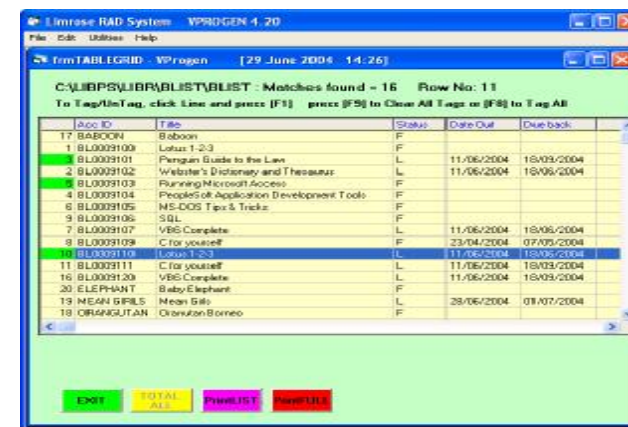 Limrose RAD System VPROGEN 4.20
File Edit Utilities Help
frmTABLEGRID - VProgen [29 June 2004 14:26]
C:\LIBPS\LIBR\BLIST\BLIST : Matches found - 16 Row No: 11
To Tag/UnTag, click Line and press [F1] press [F9] to Clear All Tags or [F8] to Tag All
Acc ID Title Status Date Out Due back
17 BABOON Baboon F
1 BL0009100 Lotus 1-2-3 F
3 BL0009101 Penguin Guide to the Law L 11/06/2004 18/09/2004
2 BL0009102 Webster's Dictionary and Thesaurus L 11/06/2004 18/06/2004
5 BL0009103 Running Microsoft Access F
4 BL0009104 PeopleSoft Application Development Tools F
6 BL0009105 MS-DOS Tips & Tricks F
9 BL0009106 SQL F
7 BL0009107 VB6 Complete L 11/06/2004 18/06/2004
8 BL0009109 C for yourself F 23/04/2004 07/05/2004
10 BL0009110 Lotus 1-2-3 L 11/06/2004 18/06/2004
11 BL0009111 C for yourself L 11/06/2004 18/09/2004
16 BL0009120 VB6 Complete L 11/06/2004 18/09/2004
20 ELEPHANT Baby Elephant F
19 MEAN GIRLS Mean Girls L 28/06/2004 01/07/2004
18 ORANGUTAN Oranutan Borneo F
EXIT TOTAL ALL PrintLIST PrintFULL